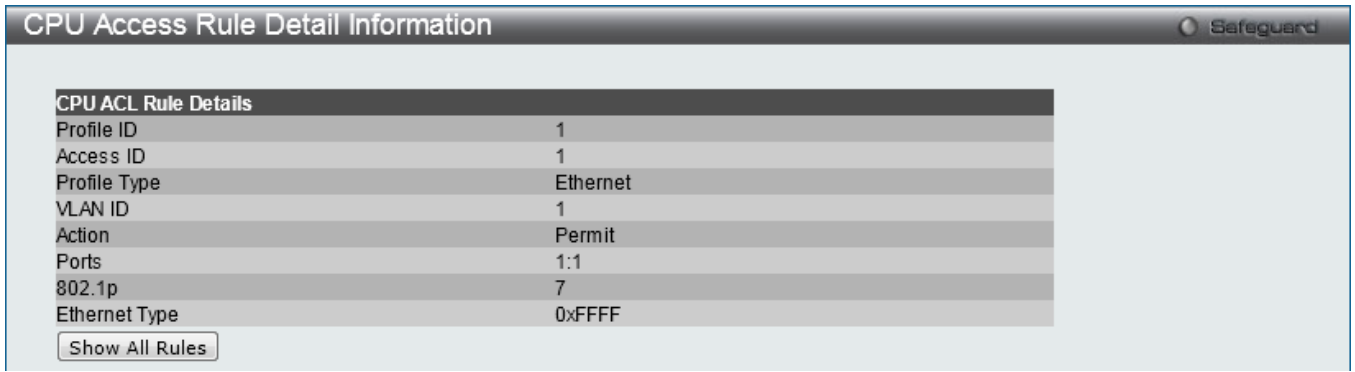 CPU Access Rule Detail Information
Safeguard
CPU ACL Rule Details
Profile ID 1
Access ID 1
Profile Type Ethernet
VLAN ID 1
Action Permit
Ports 1:1
802.1p 7
Ethernet Type 0xFFFF
Show All Rules